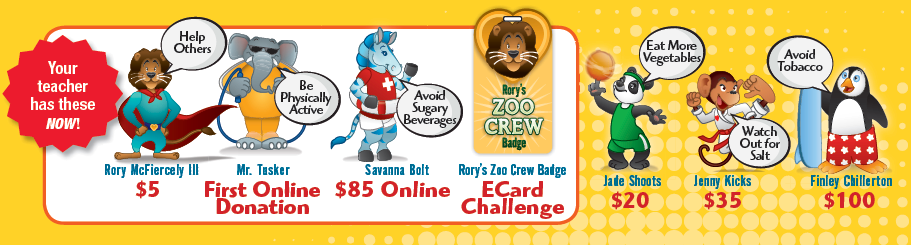 Your
teacher
has these
NOW!
Help
Others
Rory McFiercely III
$5
Be
Physically
Active
Mr. Tusker
First Online
Donation
Avoid
Sugary
Beverages
Savanna Bolt
$85 Online
Rory's
ZOO
CREW
Badge
Rory's Zoo Crew Badge
ECard
Challenge
Eat More
Vegetables
Jade Shoots
$20
Watch
Out for
Salt
Jenny Kicks
$35
Avoid
Tobacco
Finley Chillerton
$100